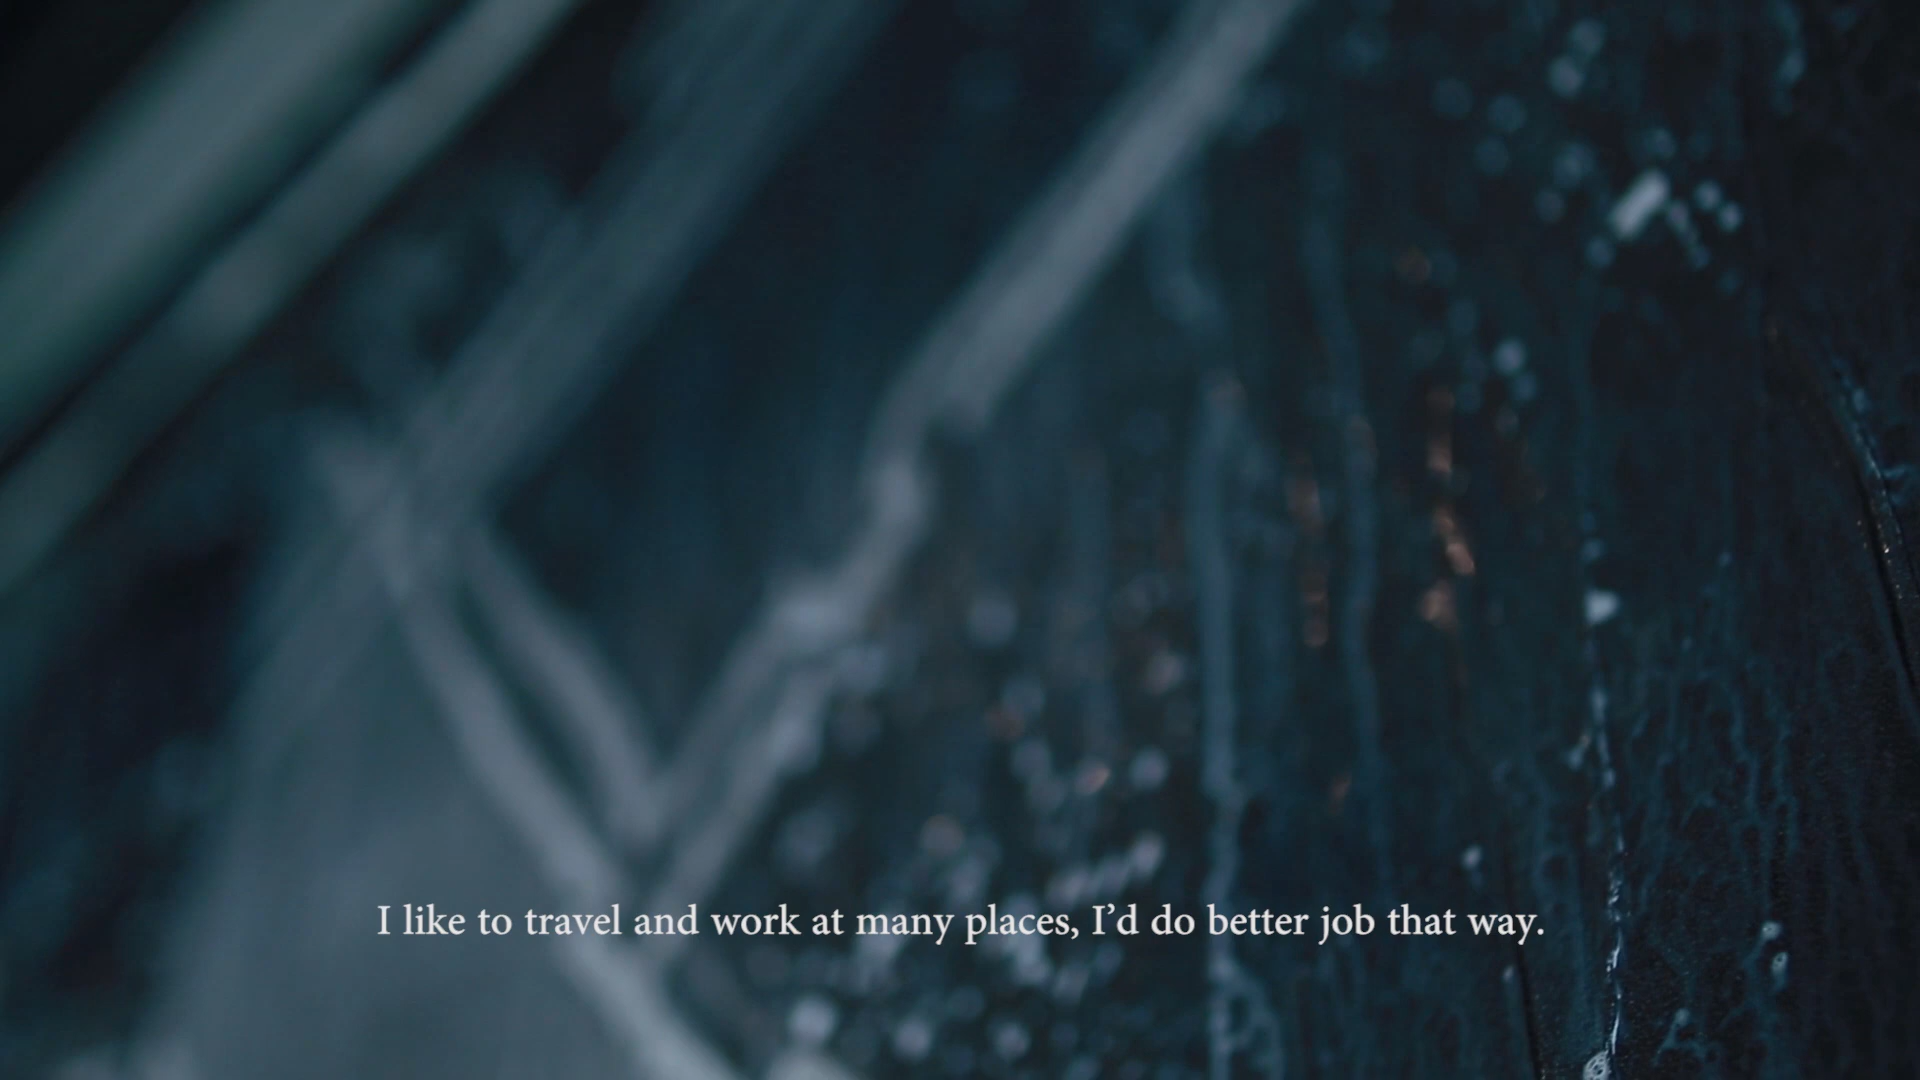 I like to travel and work at many places, I’d do better job that way.